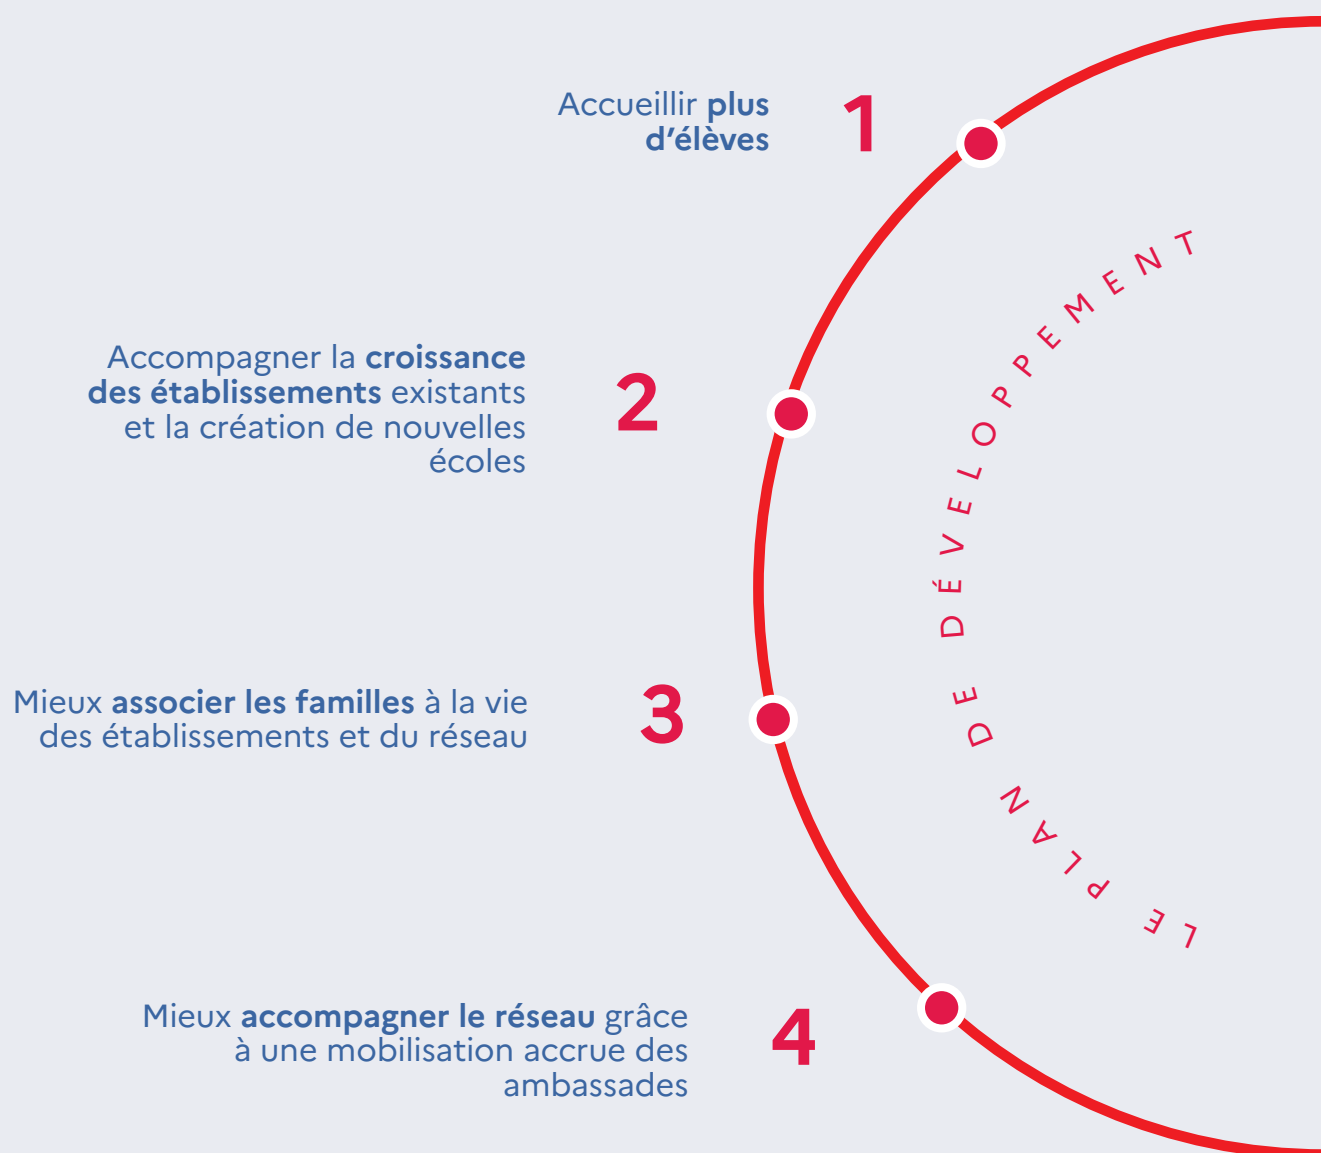 Accueillir plus
d’élèves
1
Accompagner la croissance
des établissements existants
et la création de nouvelles
écoles
2
Mieux associer les familles à la vie
des établissements et du réseau
3
Mieux accompagner le réseau grâce
à une mobilisation accrue des
ambassades
4
LE PLAN DE DÉVELOPPEMENT